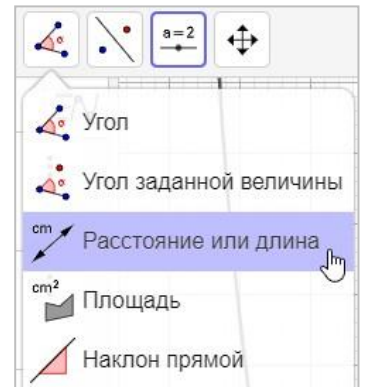 a=2
Угол
Угол заданной величины
cm
Расстояние или длина
cm²
Площадь
Наклон прямой